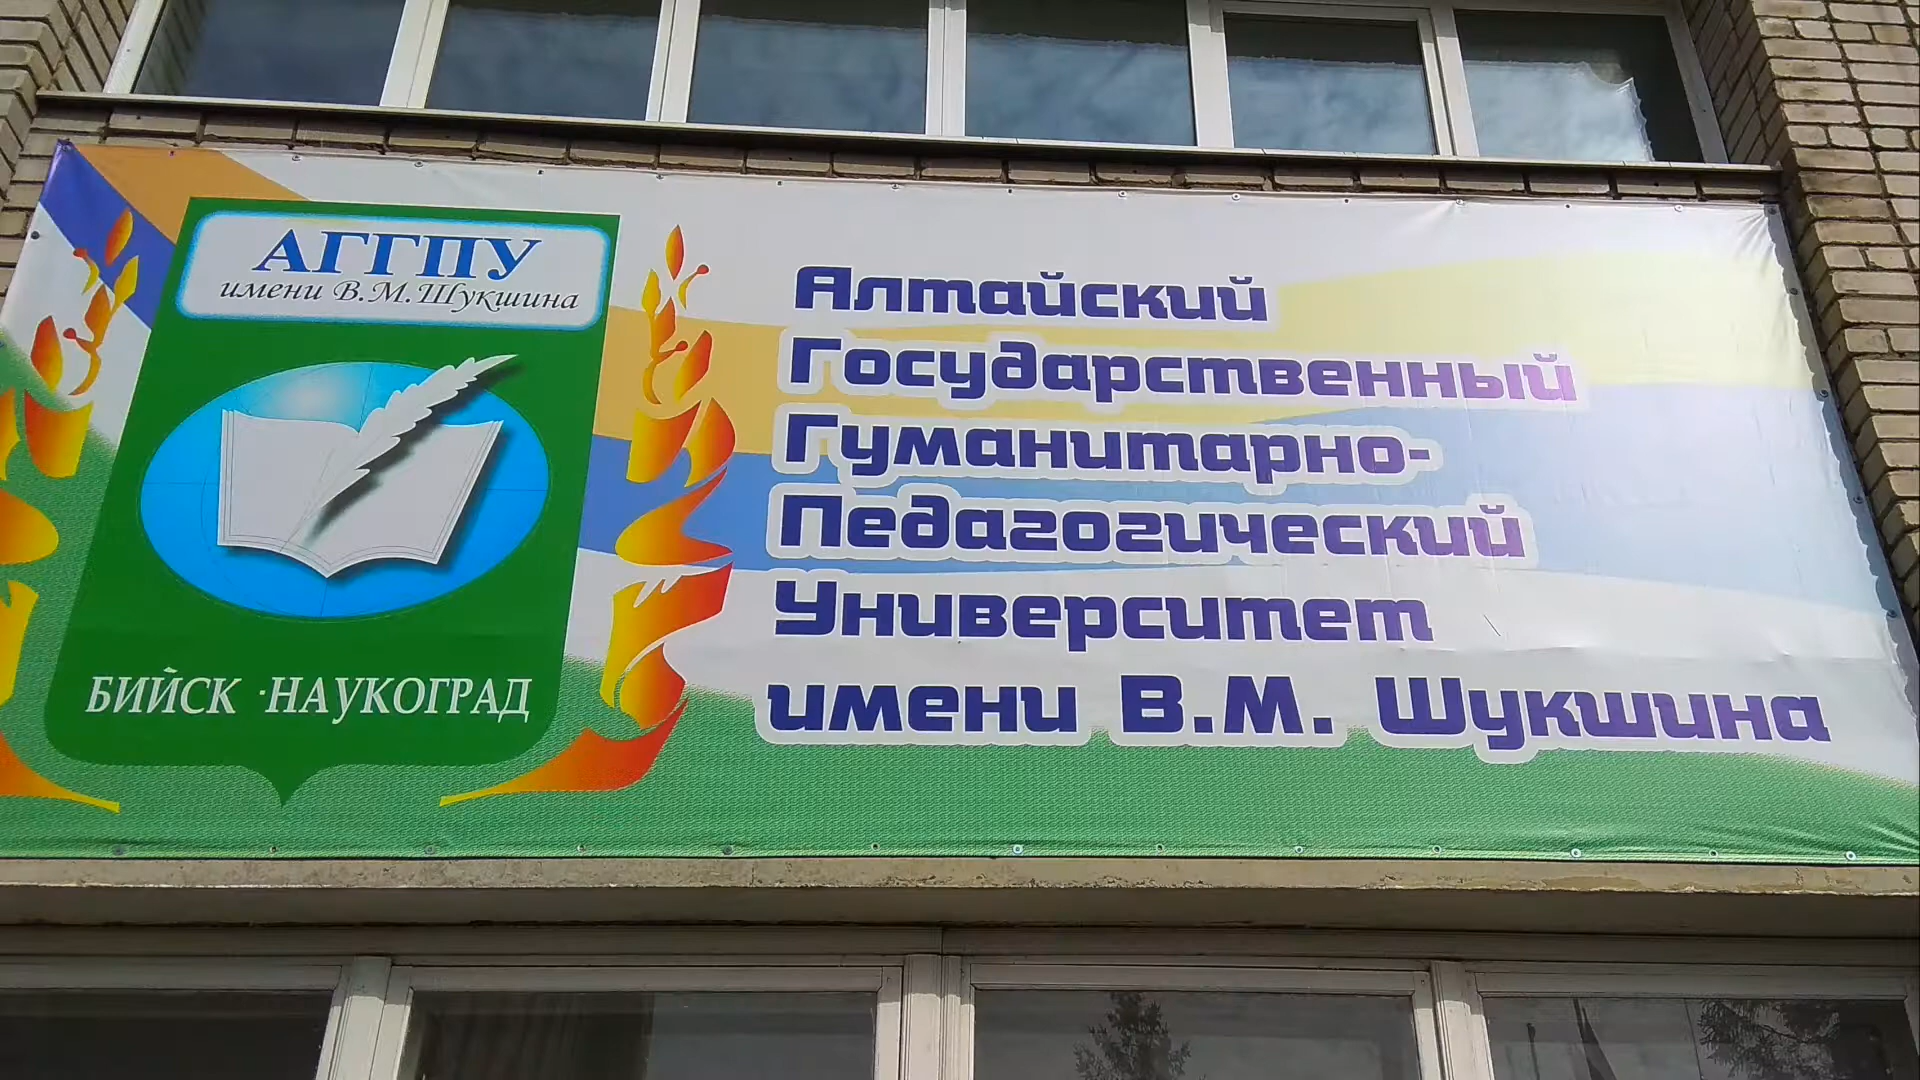 АГГПУ
имени В.М.Шукшина
БИЙСК -НАУКОГРАД
Алтайский
Государственный
Гуманитарно-
Педагогический
Университет
имени В.М. Шукшина